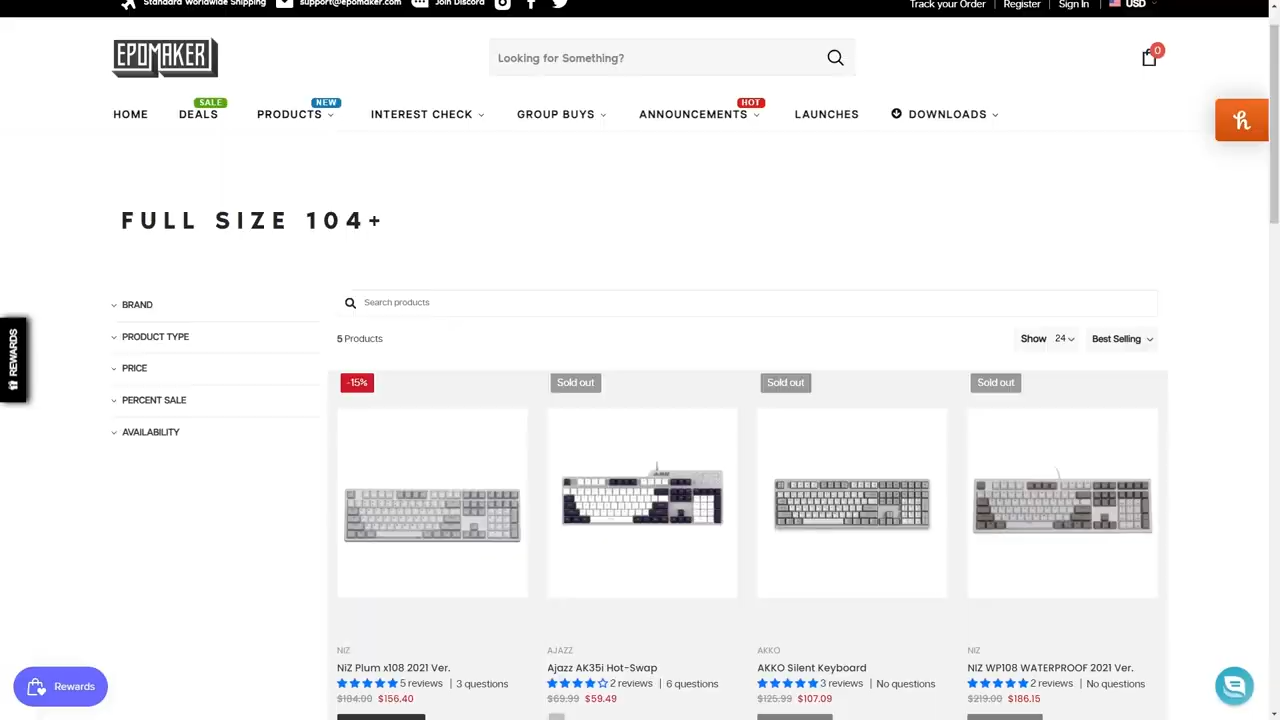 Standard Worldwide Shipping support@epomaker.com Join Discord Track your Order Register Sign In USD
EPOMAKER Looking for Something? 0
SALE NEW HOT
HOME DEALS PRODUCTS INTEREST CHECK GROUP BUYS ANNOUNCEMENTS LAUNCHES DOWNLOADS
FULL SIZE 104+
BRAND
PRODUCT TYPE
PRICE
PERCENT SALE
AVAILABILITY
REWARDS
Rewards
Search products
5 Products Show 24 Best Selling
-15% Sold out Sold out Sold out
NIZ AJAZZ AKKO NIZ
NiZ Plum x108 2021 Ver. Ajazz AK35i Hot-Swap AKKO Silent Keyboard NIZ WP108 WATERPROOF 2021 Ver.
5 reviews | 3 questions 2 reviews | 6 questions 3 reviews | No questions 2 reviews | No questions
$184.00 $156.40 $69.99 $59.49 $125.99 $107.09 $219.00 $186.15